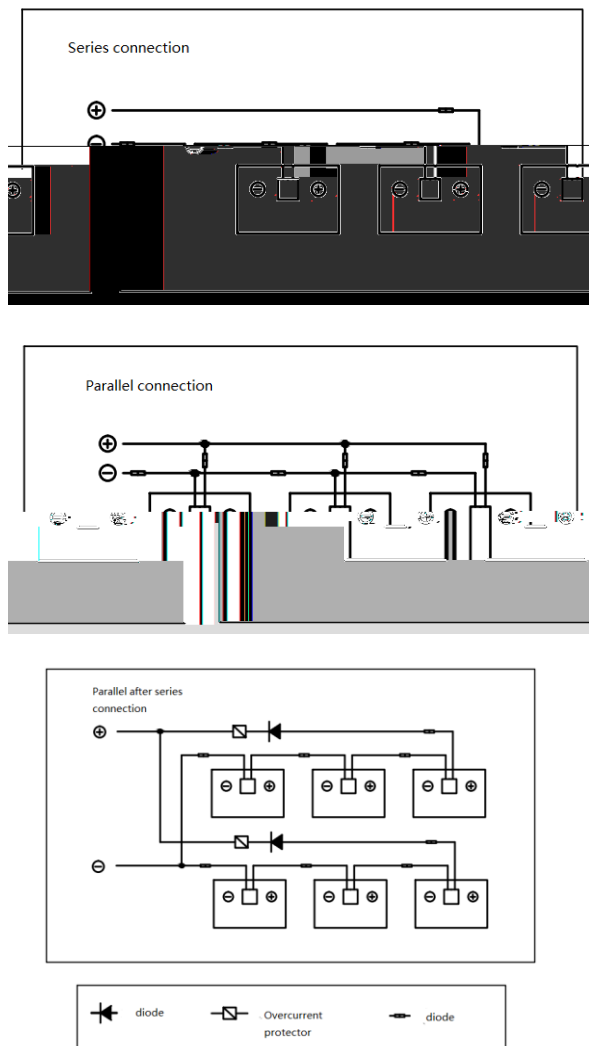 Series connection
Parallel connection
Parallel after series
connection
diode
Overcurrent
protector
diode